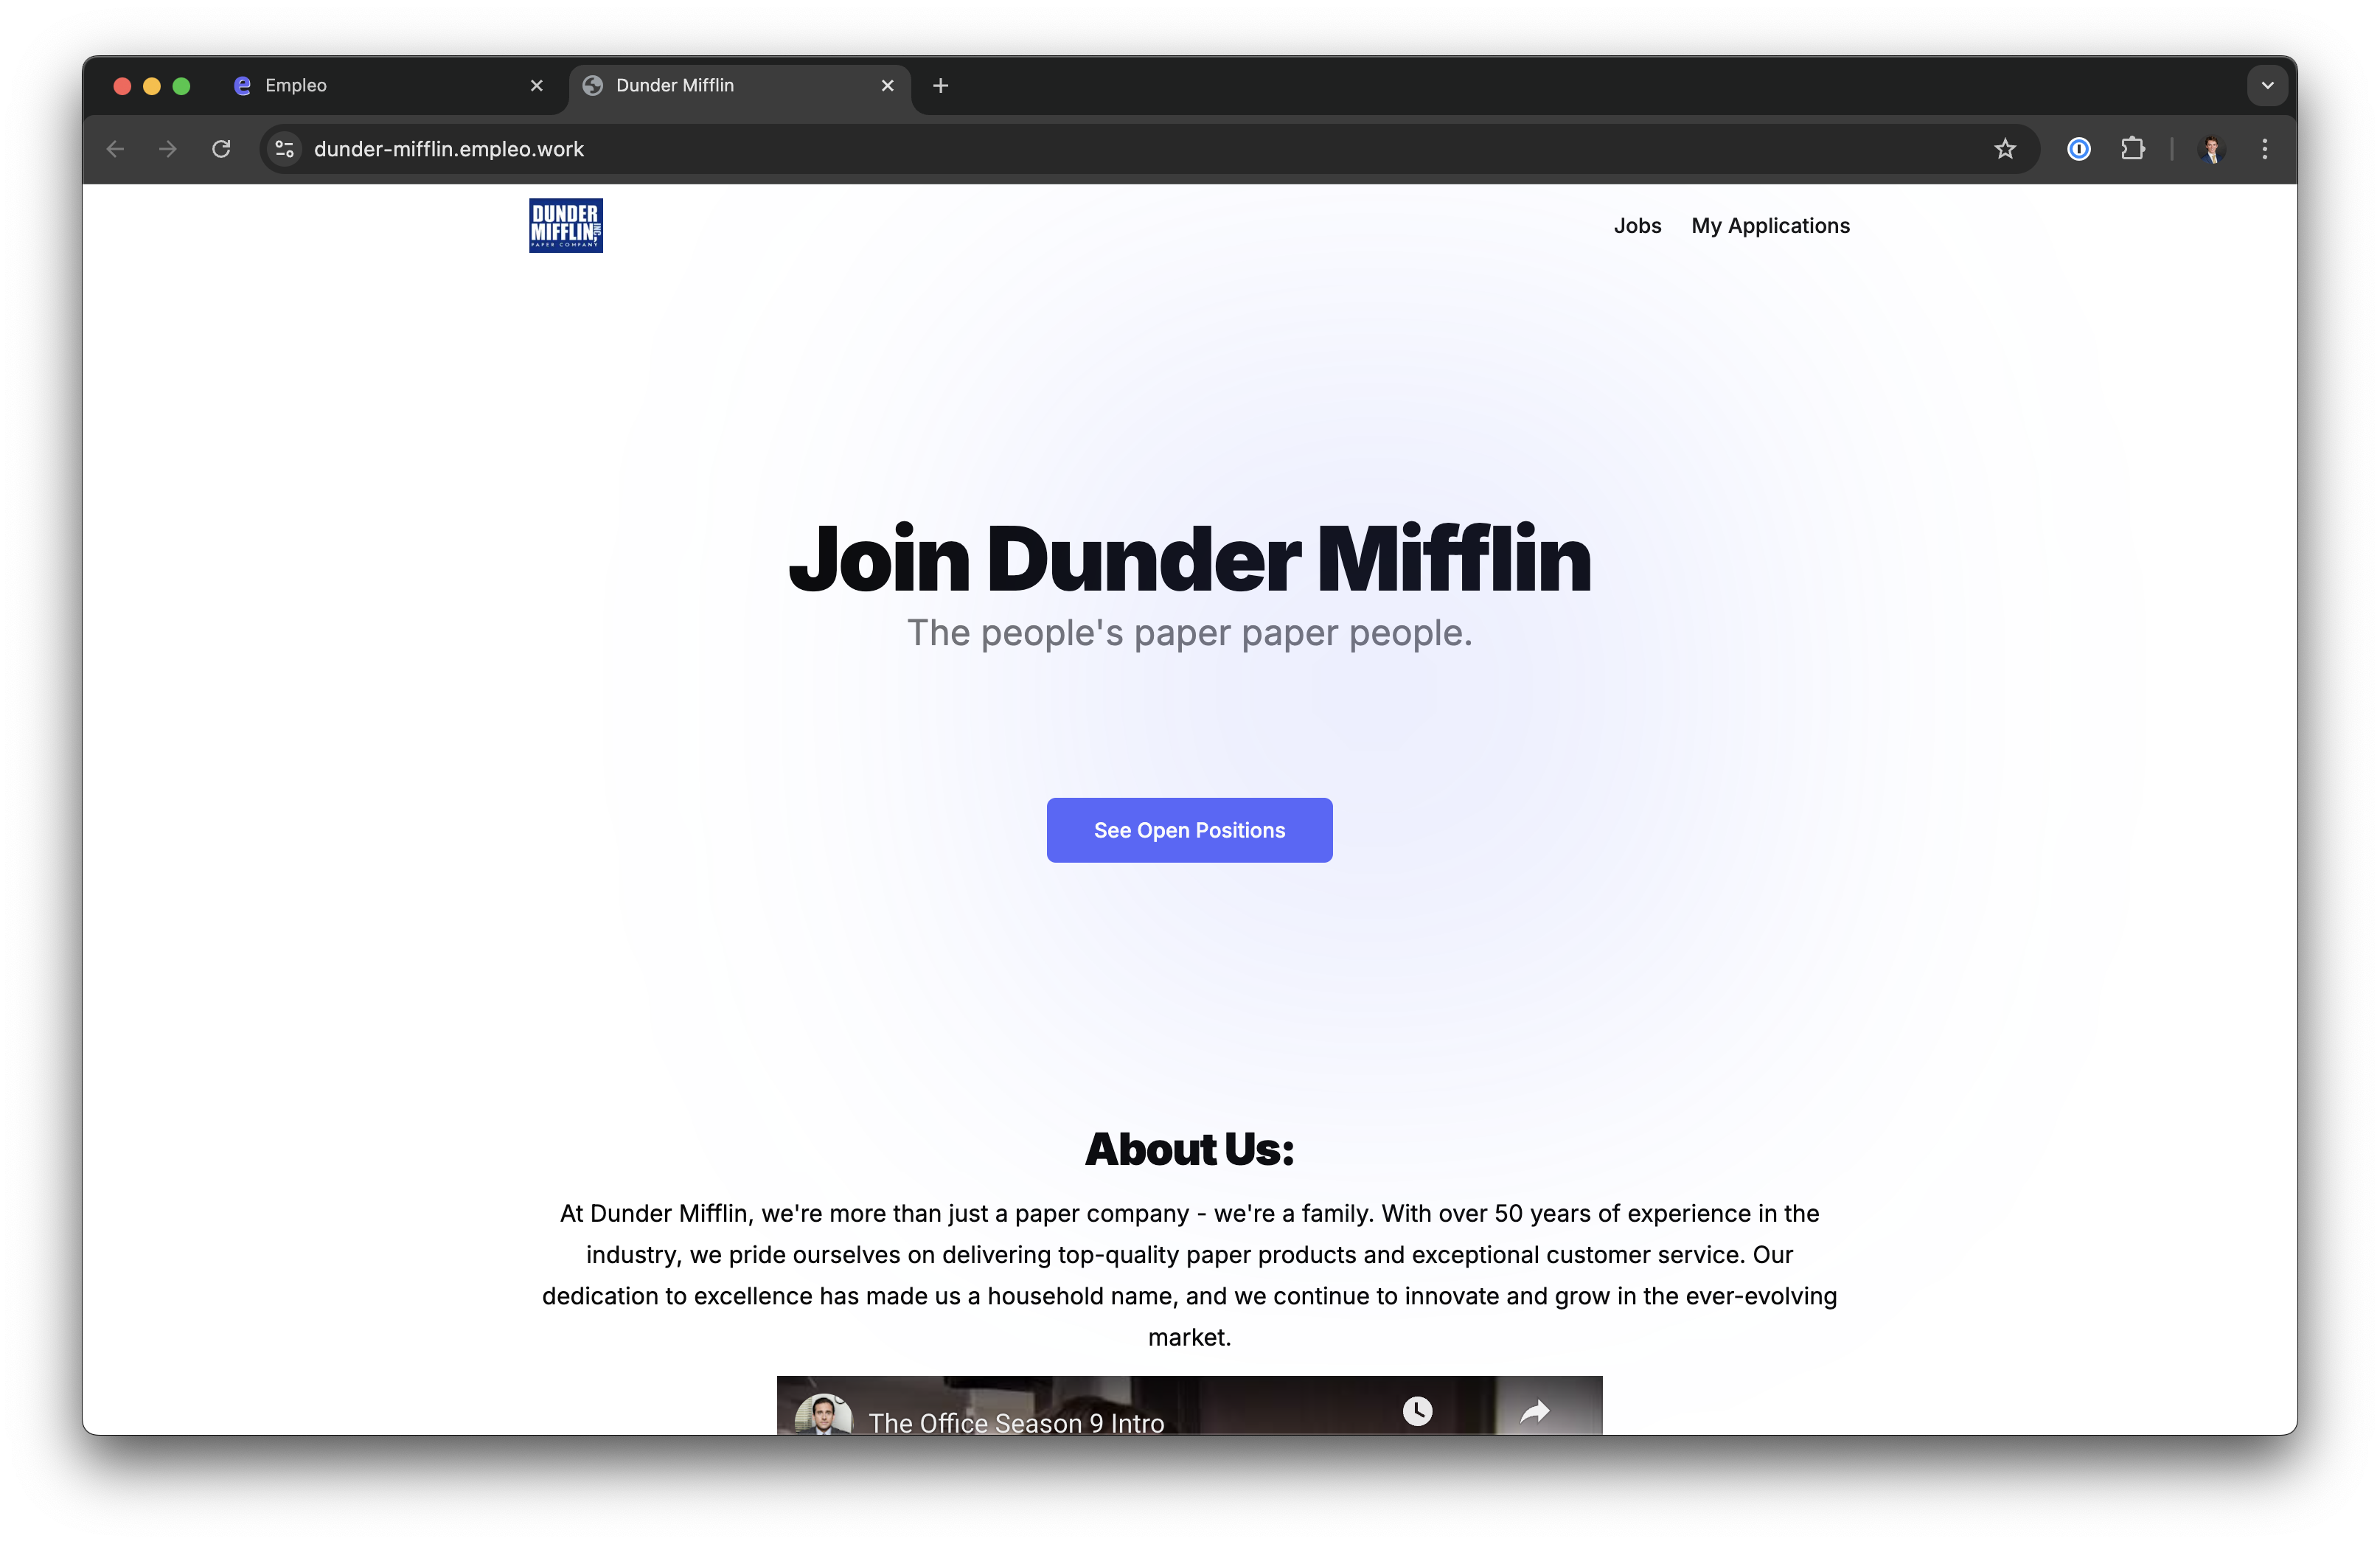 Empleo
Dunder Mifflin
dunder-mifflin.empleo.work
DUNDER
MIFFLIN, INC
PAPER COMPANY
Jobs
My Applications
Join Dunder Mifflin
The people's paper paper people.
See Open Positions
About Us:
At Dunder Mifflin, we're more than just a paper company - we're a family. With over 50 years of experience in the
industry, we pride ourselves on delivering top-quality paper products and exceptional customer service. Our
dedication to excellence has made us a household name, and we continue to innovate and grow in the ever-evolving
market.
The Office Season 9 Intro